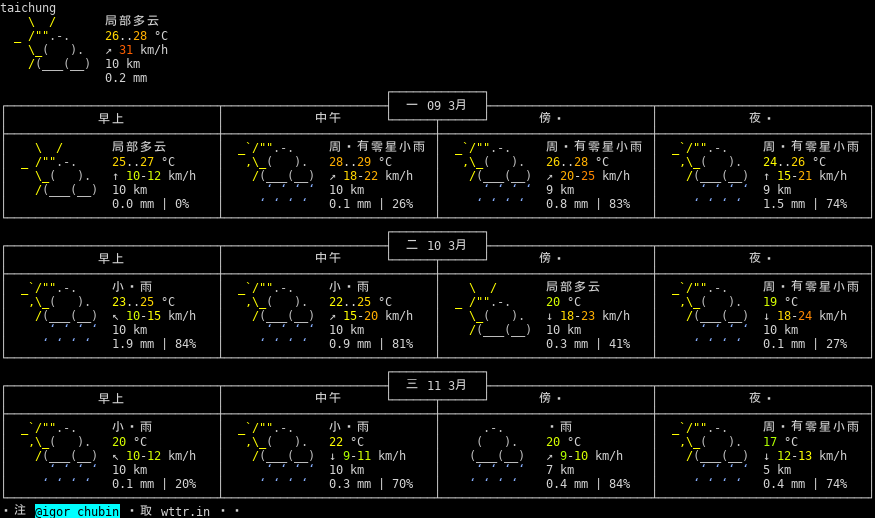 taichung
局部多云
26..28 °C
↗ 31 km/h
10 km
0.2 mm
一 09 3月
早上 中午 傍・ 夜・
局部多云 周・有零星小雨 周・有零星小雨 周・有零星小雨
25..27 °C 28..29 °C 26..28 °C 24..26 °C
↑ 10-12 km/h ↗ 18-22 km/h ↗ 20-25 km/h ↑ 15-21 km/h
10 km 10 km 9 km 9 km
0.0 mm | 0% 0.1 mm | 26% 0.8 mm | 83% 1.5 mm | 74%
二 10 3月
早上 中午 傍・ 夜・
小・雨 小・雨 局部多云 周・有零星小雨
23..25 °C 22..25 °C 20 °C 19 °C
↖ 10-15 km/h ↗ 15-20 km/h ↓ 18-23 km/h ↓ 18-24 km/h
10 km 10 km 10 km 10 km
1.9 mm | 84% 0.9 mm | 81% 0.3 mm | 41% 0.1 mm | 27%
三 11 3月
早上 中午 傍・ 夜・
小・雨 小・雨 ・雨 周・有零星小雨
20 °C 22 °C 20 °C 17 °C
↖ 10-12 km/h ↓ 9-11 km/h ↗ 9-10 km/h ↓ 12-13 km/h
10 km 10 km 7 km 5 km
0.1 mm | 20% 0.3 mm | 70% 0.4 mm | 84% 0.4 mm | 74%
・注 @igor_chubin ・取 wttr.in ・・